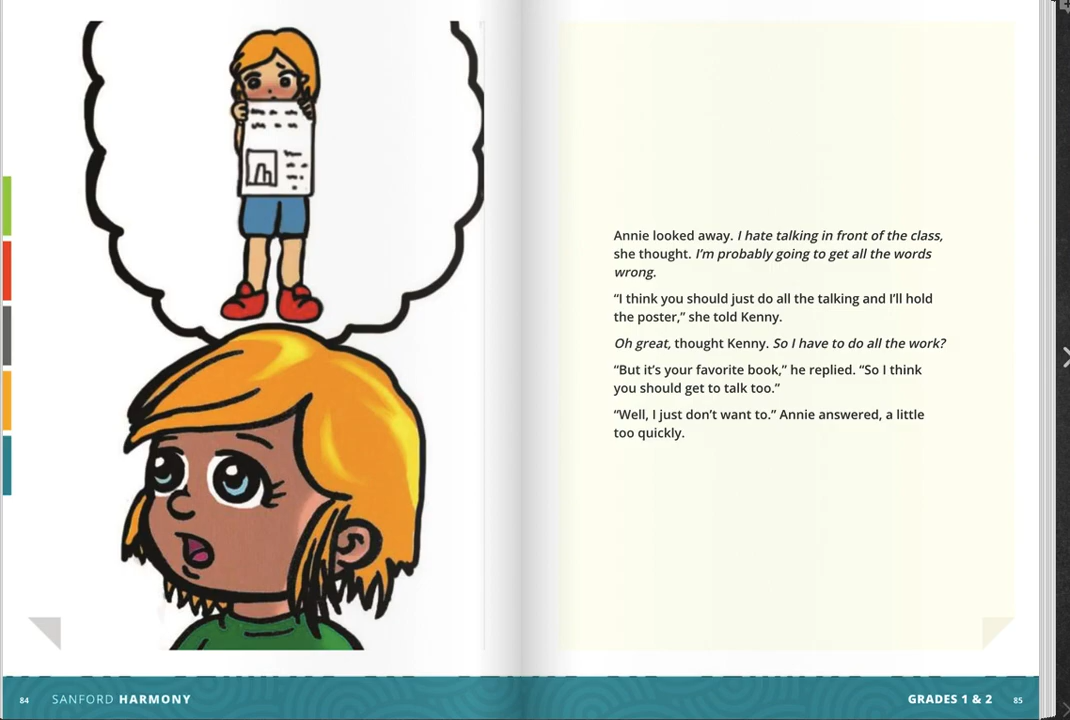 Annie looked away. I hate talking in front of the class,
she thought. I'm probably going to get all the words
wrong.
“I think you should just do all the talking and I'll hold
the poster,” she told Kenny.
Oh great, thought Kenny. So I have to do all the work?
“But it's your favorite book,” he replied. “So I think
you should get to talk too.”
“Well, I just don't want to.” Annie answered, a little
too quickly.
84 SANFORD HARMONY
GRADES 1 & 2 85